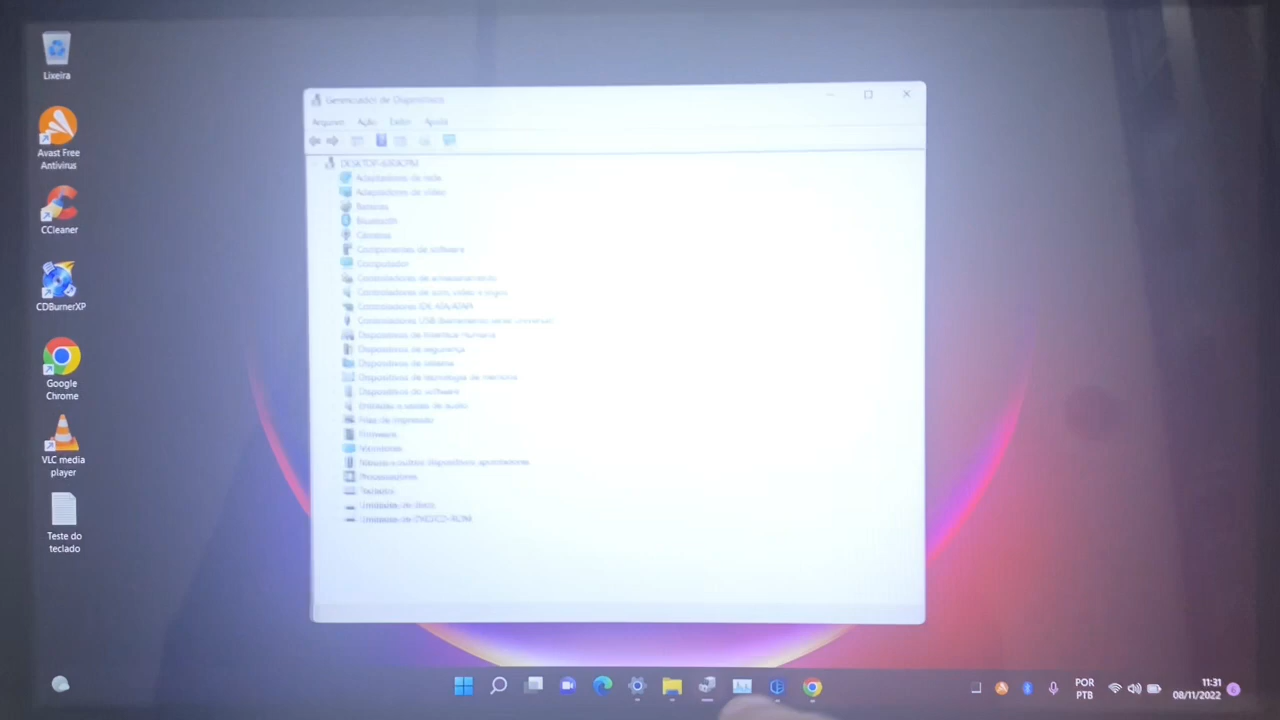 Lixeira
Avast Free
Antivirus
CCleaner
CDBurnerXP
Google
Chrome
VLC media
player
Teste do
teclado
Gerenciador de Dispositivos
Arquivo Ação Exibir Ajuda
Adaptadores de rede
Adaptadores de vídeo
Baterias
Bluetooth
Câmeras
Componentes de software
Computador
Controladores de armazenamento
Controladores de som, vídeo e jogos
Controladores IDE ATA/ATAPI
Controladores USB (barramento serial universal)
Dispositivos de Interface Humana
Dispositivos de segurança
Dispositivos de sistema
Dispositivos de tecnologia de memória
Dispositivos de software
Entradas e saídas de áudio
Filas de impressão
Firmware
Monitores
Mouse e outros dispositivos apontadores
Processadores
Teclados
Unidades de disco
Unidades de DVD/CD-ROM
POR
PTB
11:31
08/11/2022
6